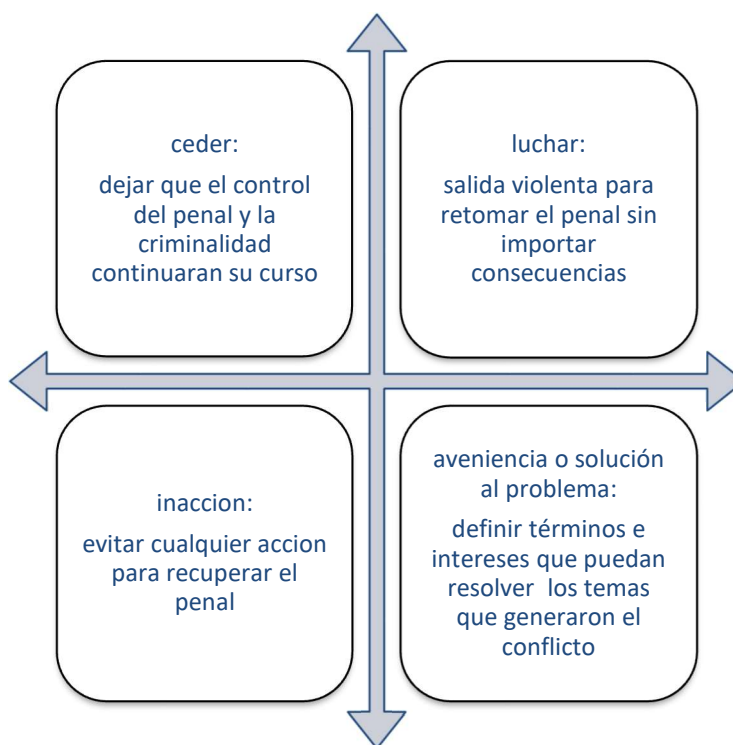 ceder:
dejar que el control
del penal y la
criminalidad
continuaran su curso
luchar:
salida violenta para
retomar el penal sin
importar
consecuencias
inaccion:
evitar cualquier accion
para recuperar el
penal
aveniencia o solución
al problema:
definir términos e
intereses que puedan
resolver los temas
que generaron el
conflicto